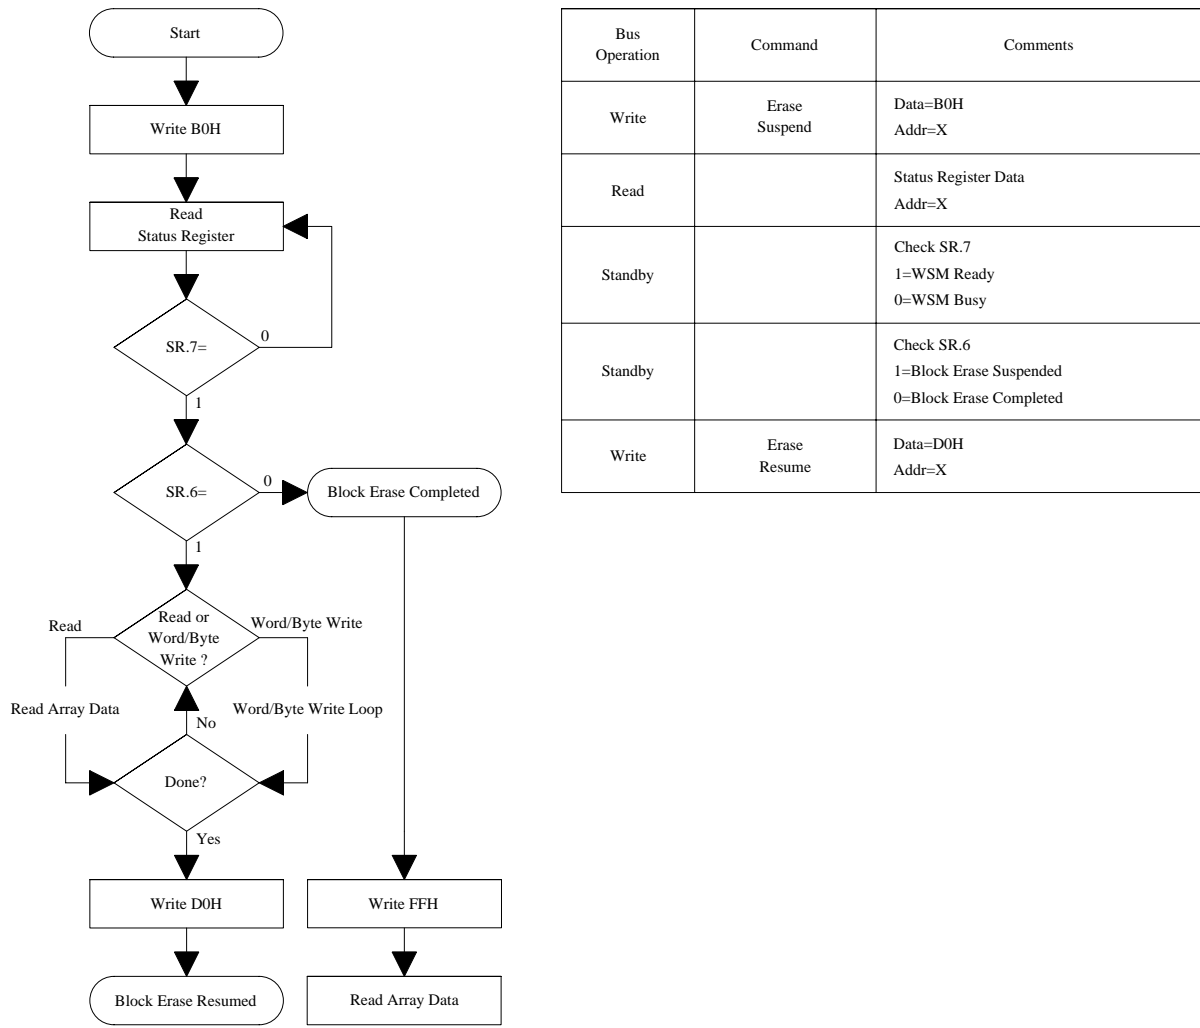 Start
Write B0H
Read
Status Register
SR.7=
0
1
SR.6=
0
Block Erase Completed
1
Read or
Word/Byte
Write ?
Read
Word/Byte Write
Read Array Data
Word/Byte Write Loop
No
Done?
Yes
Write D0H
Write FFH
Block Erase Resumed
Read Array Data
Bus
Operation
Command
Comments
Write
Erase
Suspend
Data=B0H
Addr=X
Read
Status Register Data
Addr=X
Standby
Check SR.7
1=WSM Ready
0=WSM Busy
Standby
Check SR.6
1=Block Erase Suspended
0=Block Erase Completed
Write
Erase
Resume
Data=D0H
Addr=X